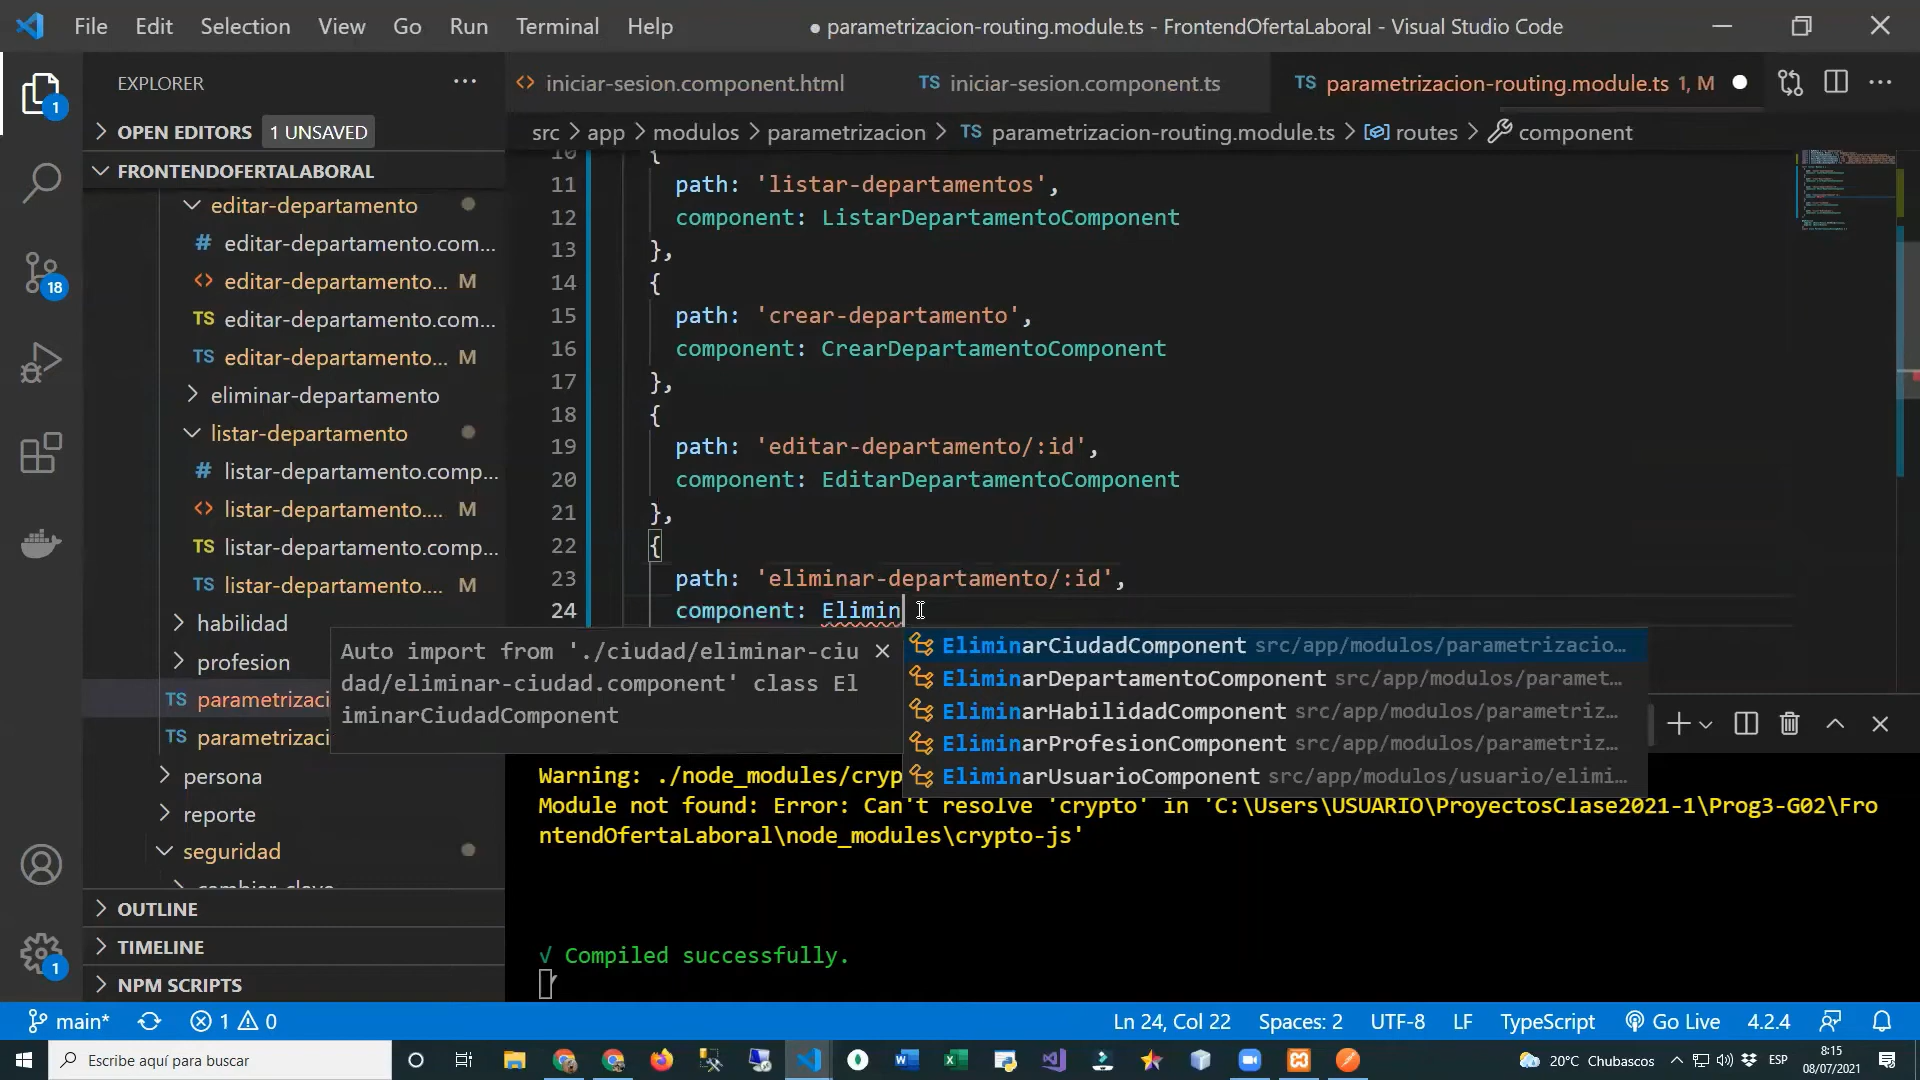 File Edit Selection View Go Run Terminal Help
● parametrizacion-routing.module.ts - FrontendOfertaLaboral - Visual Studio Code
EXPLORER
iniciar-sesion.component.html
TS iniciar-sesion.component.ts
TS parametrizacion-routing.module.ts 1, M
OPEN EDITORS 1 UNSAVED
src > app > modulos > parametrizacion > TS parametrizacion-routing.module.ts > routes > component
FRONTENDOFERTALABORAL
editar-departamento
# editar-departamento.com...
editar-departamento... M
TS editar-departamento.com...
TS editar-departamento... M
eliminar-departamento
listar-departamento
# listar-departamento.comp...
listar-departamento.... M
TS listar-departamento.comp...
TS listar-departamento.... M
habilidad
profesion
TS parametrizaci
TS parametrizaci
persona
reporte
seguridad
cambiar-clave
OUTLINE
TIMELINE
NPM SCRIPTS
1
18
1
10 {
11 path: 'listar-departamentos',
12 component: ListarDepartamentoComponent
13 },
14 {
15 path: 'crear-departamento',
16 component: CrearDepartamentoComponent
17 },
18 {
19 path: 'editar-departamento/:id',
20 component: EditarDepartamentoComponent
21 },
22 {
23 path: 'eliminar-departamento/:id',
24 component: Elimin
Auto import from './ciudad/eliminar-ciu
dad/eliminar-ciudad.component' class El
iminarCiudadComponent
EliminarCiudadComponent src/app/modulos/parametrizacio...
EliminarDepartamentoComponent src/app/modulos/paramet...
EliminarHabilidadComponent src/app/modulos/parametriz...
EliminarProfesionComponent src/app/modulos/parametriz...
EliminarUsuarioComponent src/app/modulos/usuario/elimi...
Warning: ./node_modules/cryp
Module not found: Error: Can't resolve 'crypto' in 'C:\Users\USUARIO\ProyectosClase2021-1\Prog3-G02\Fro
ntendOfertaLaboral\node_modules\crypto-js'
√ Compiled successfully.
main* 1 0
Ln 24, Col 22 Spaces: 2 UTF-8 LF TypeScript Go Live 4.2.4
Escribe aquí para buscar
20°C Chubascos ESP
8:15
08/07/2021